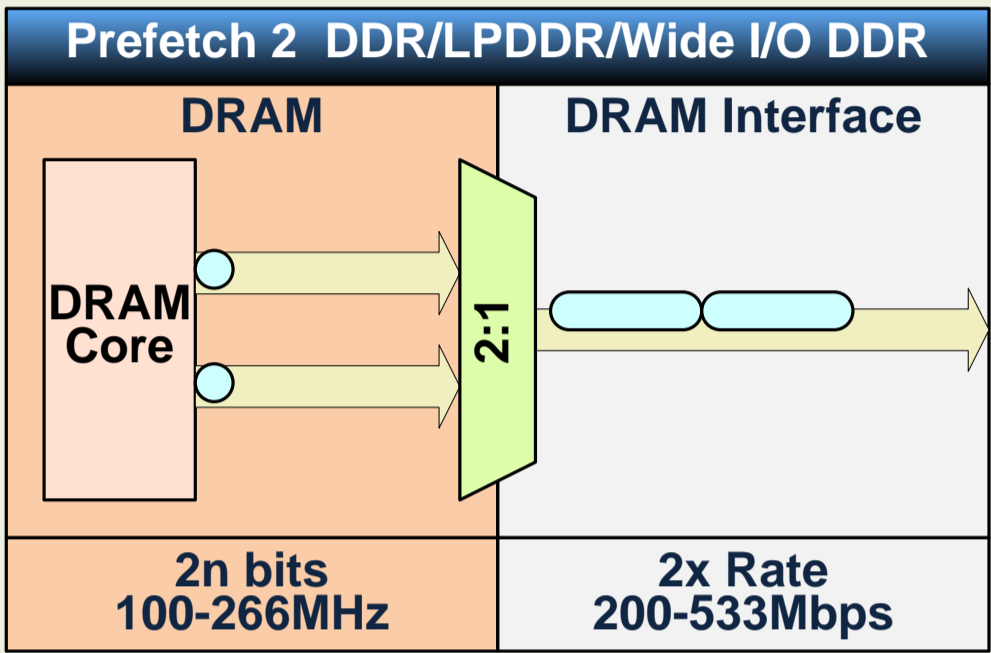 Prefetch 2 DDR/LPDDR/Wide I/O DDR
DRAM
DRAM Interface
DRAM
Core
2:1
2n bits
100-266MHz
2x Rate
200-533Mbps